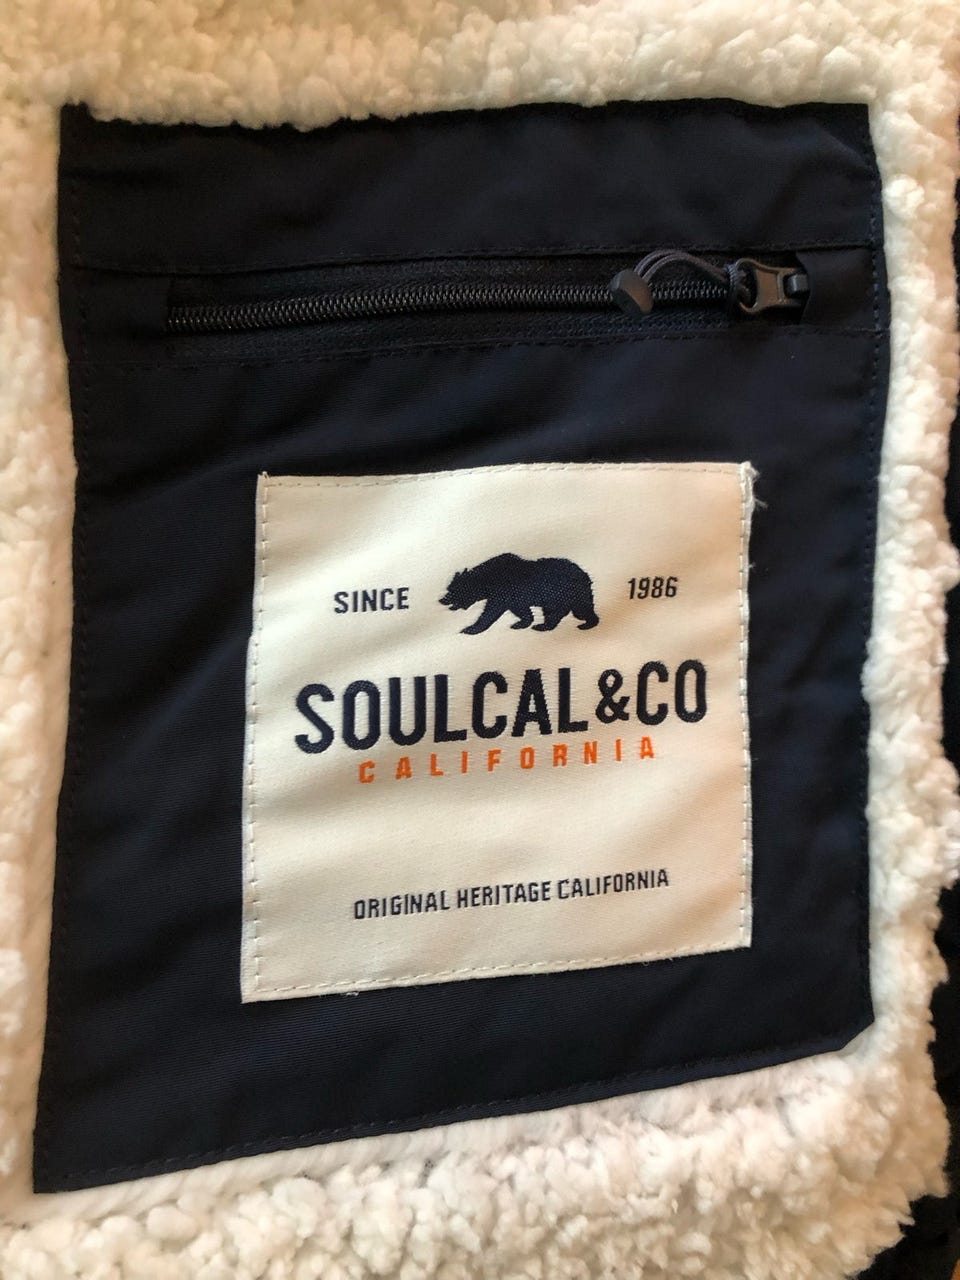 SINCE 1986
SOULCAL&CO
CALIFORNIA
ORIGINAL HERITAGE CALIFORNIA